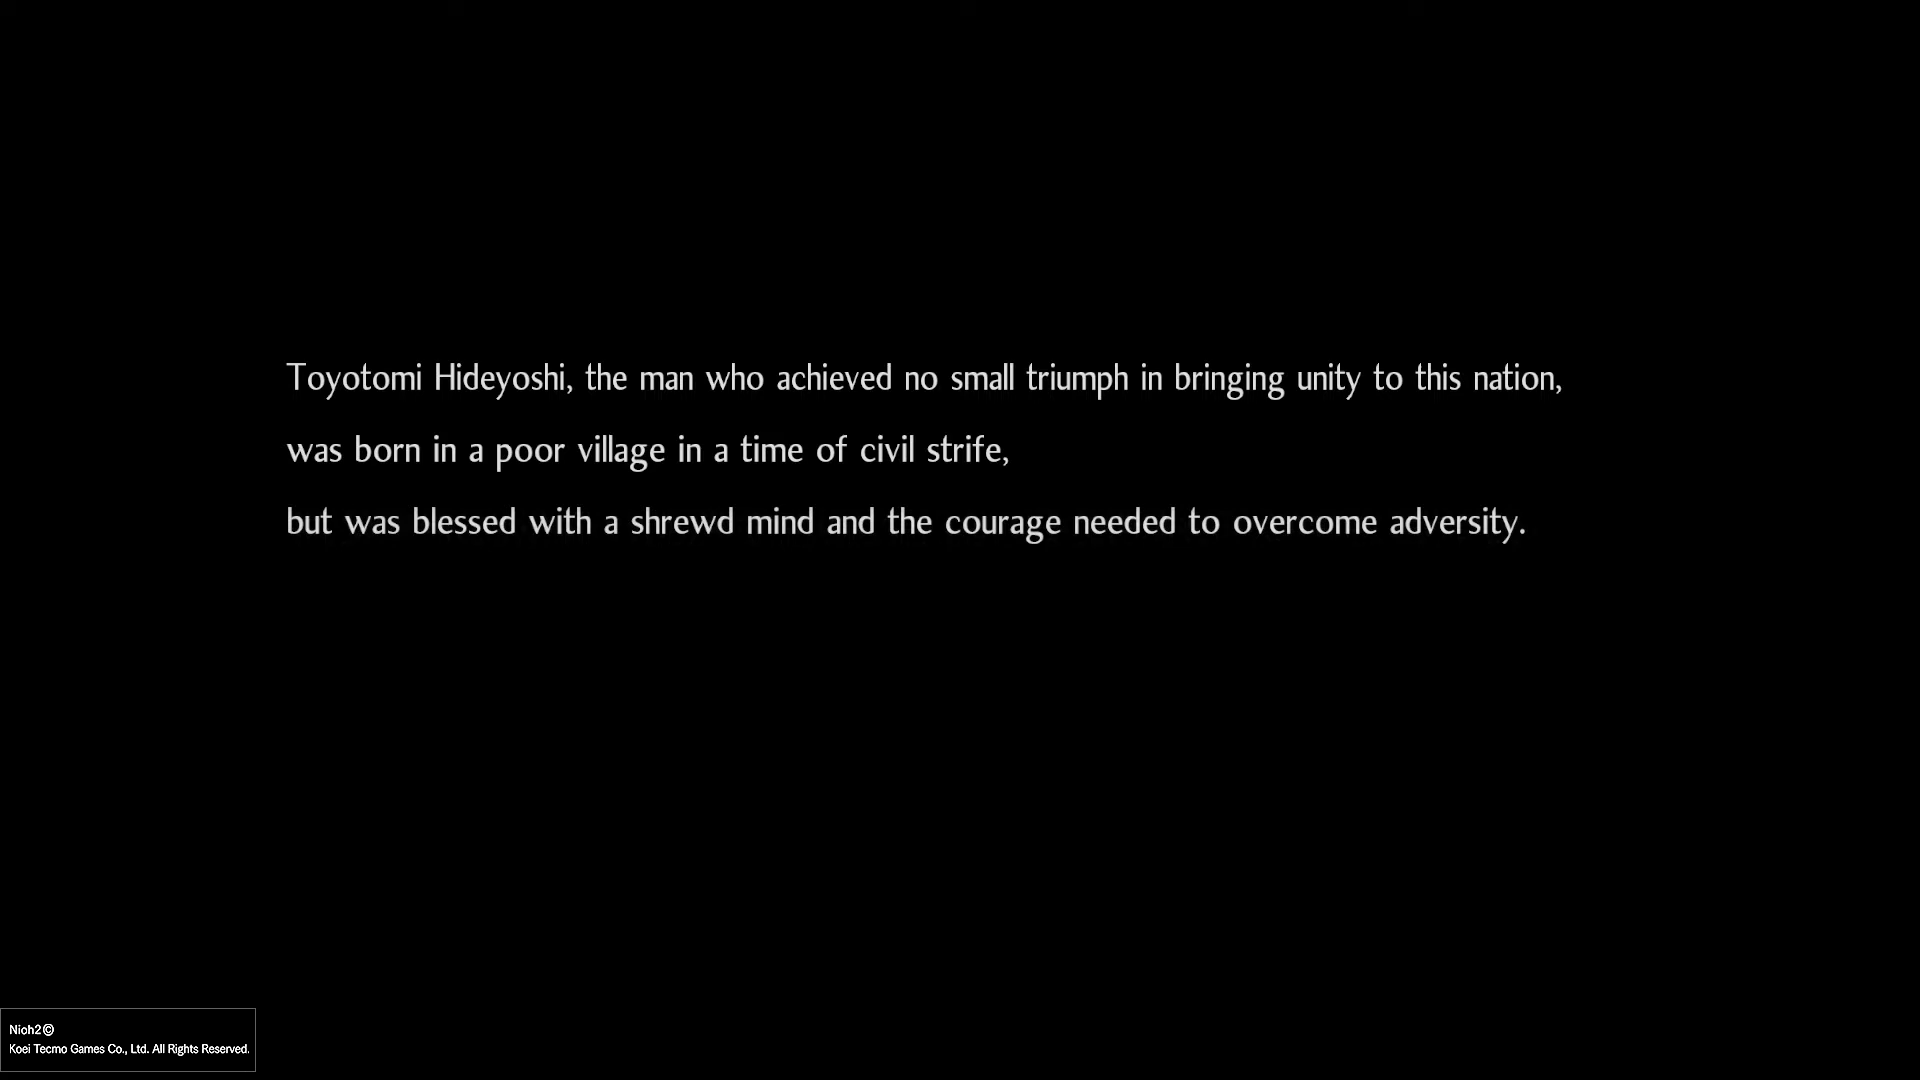 Toyotomi Hideyoshi, the man who achieved no small triumph in bringing unity to this nation,
was born in a poor village in a time of civil strife,
but was blessed with a shrewd mind and the courage needed to overcome adversity.
Nioh2©
Koei Tecmo Games Co., Ltd. All Rights Reserved.